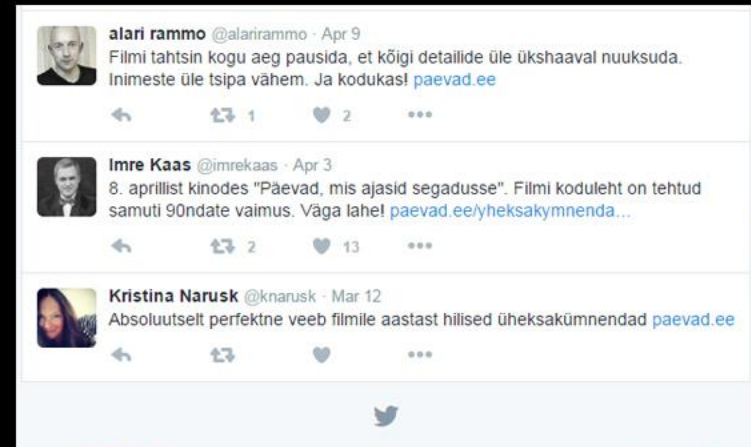 alari rammo @alarirammo · Apr 9
Filmi tahtsin kogu aeg pausida, et kõigi detailide üle ükshaaval nuuksuda.
Inimeste üle tsipa vähem. Ja kodukas! paevad.ee
1 2
Imre Kaas @imrekaas · Apr 3
8. aprillist kinodes "Päevad, mis ajasid segadusse". Filmi koduleht on tehtud
samuti 90ndate vaimus. Väga lahe! paevad.ee/yheksakymnenda…
2 13
Kristina Narusk @knarusk · Mar 12
Absoluutselt perfektne veeb filmile aastast hilised üheksakümnendad paevad.ee